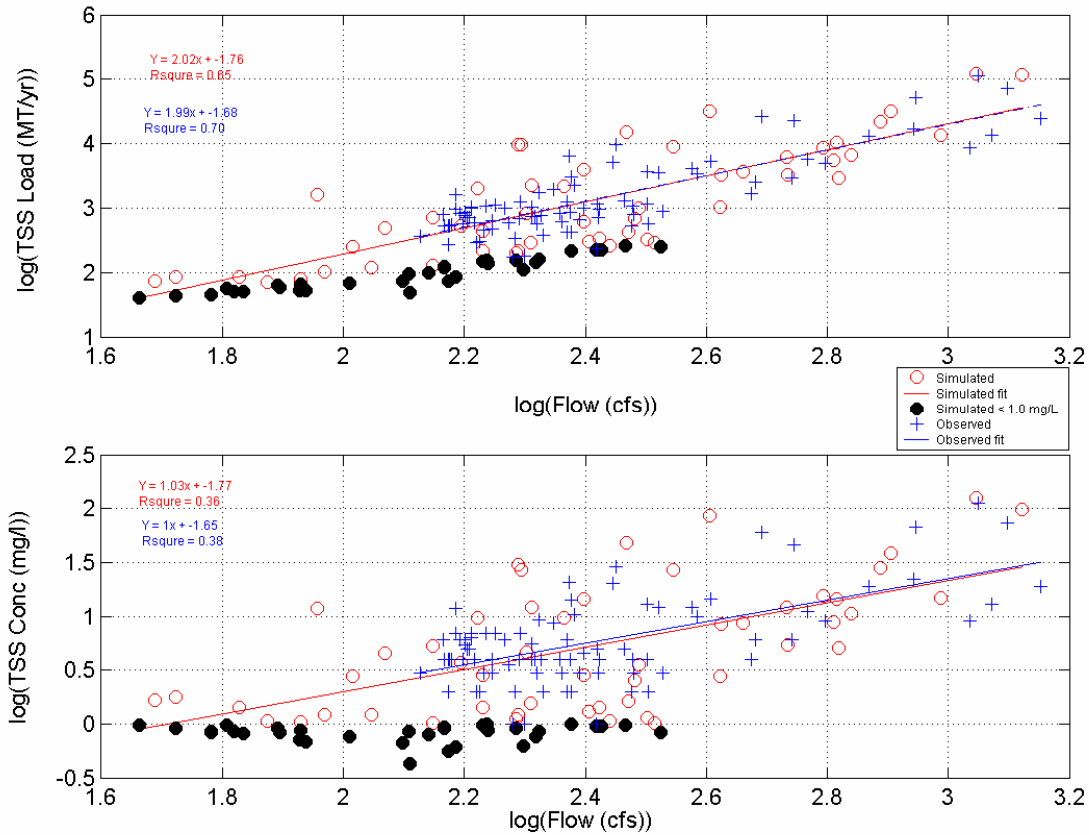 6
5
4
3
2
1
log(TSS Load (MT/yr))
Y = 2.02x + -1.76
Rsqure = 0.65
Y = 1.99x + -1.68
Rsqure = 0.70
1.6 1.8 2 2.2 2.4 2.6 2.8 3 3.2
log(Flow (cfs))
Simulated
Simulated fit
Simulated < 1.0 mg/L
Observed
Observed fit
2.5
2
1.5
1
0.5
0
-0.5
log(TSS Conc (mg/l))
Y = 1.03x + -1.77
Rsqure = 0.36
Y = 1x + -1.65
Rsqure = 0.38
1.6 1.8 2 2.2 2.4 2.6 2.8 3 3.2
log(Flow (cfs))